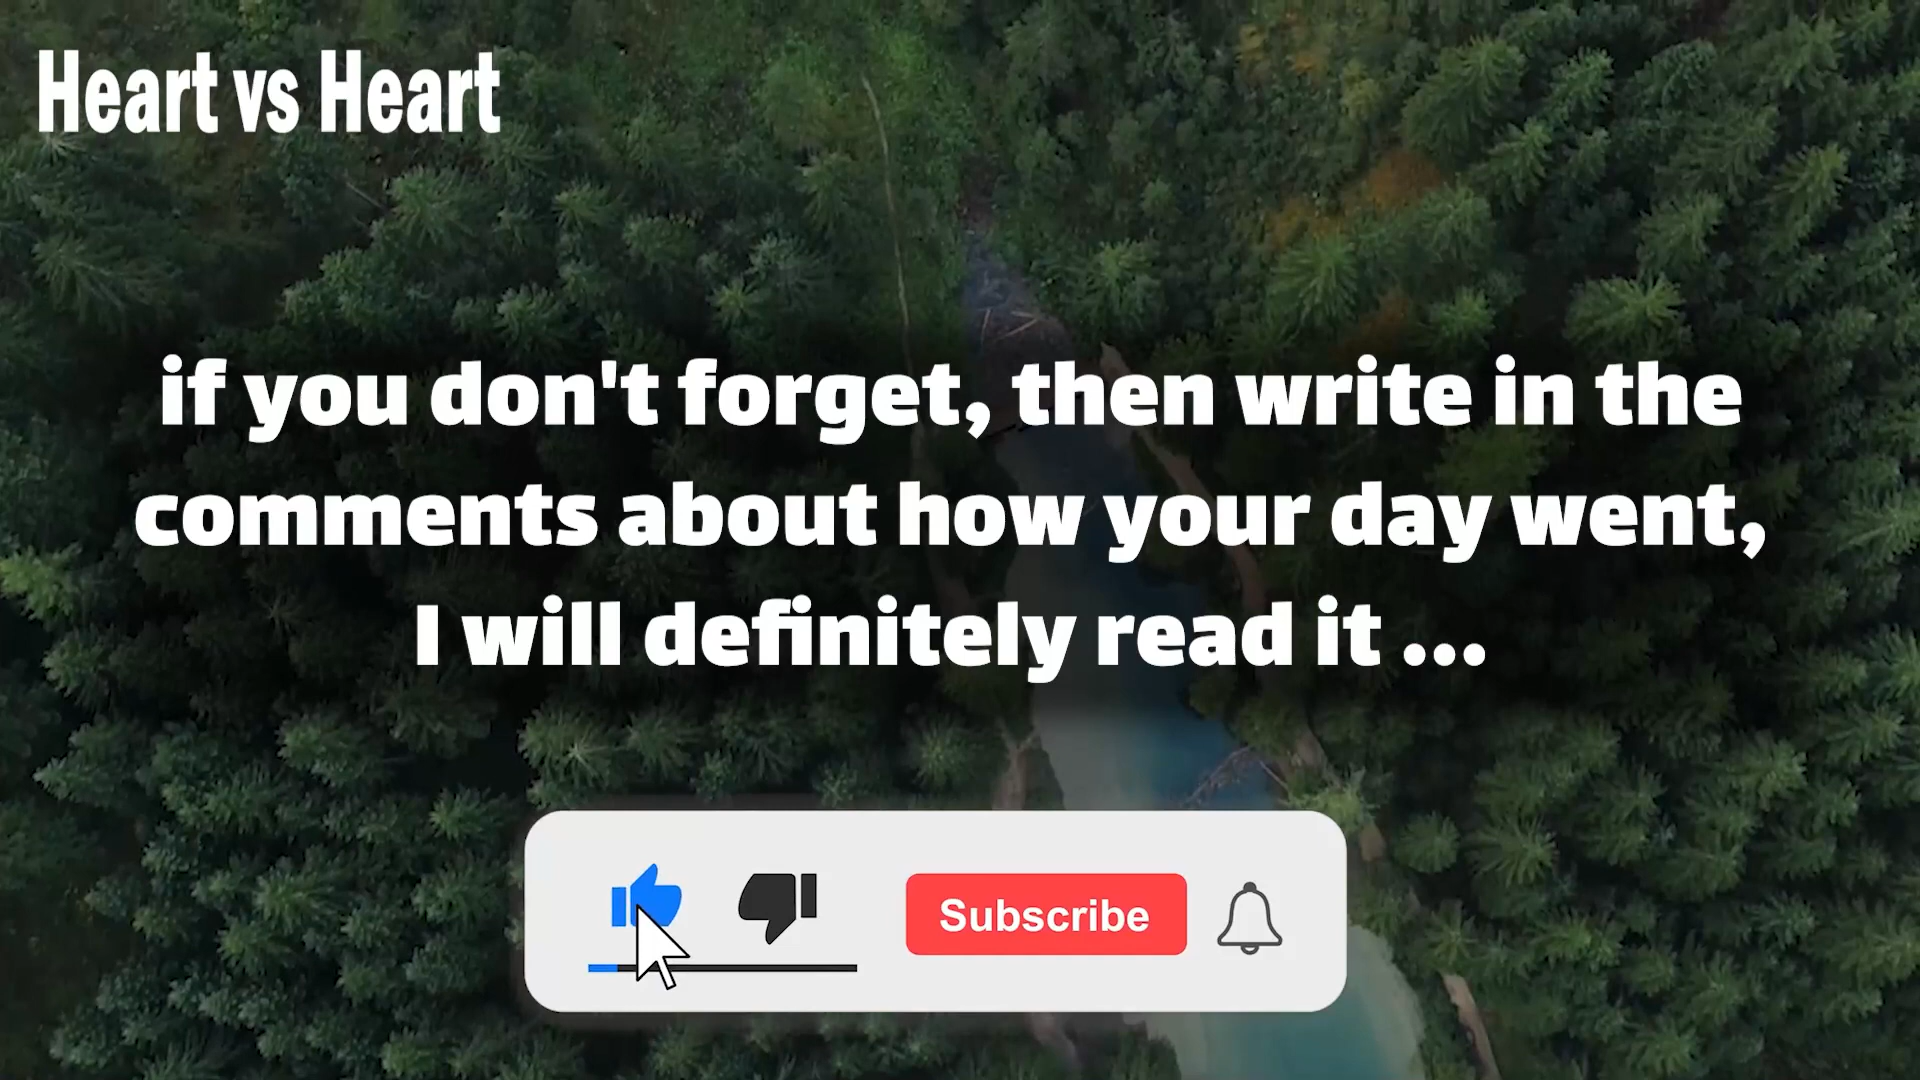 Heart vs Heart
if you don't forget, then write in the
comments about how your day went,
I will definitely read it ...
Subscribe